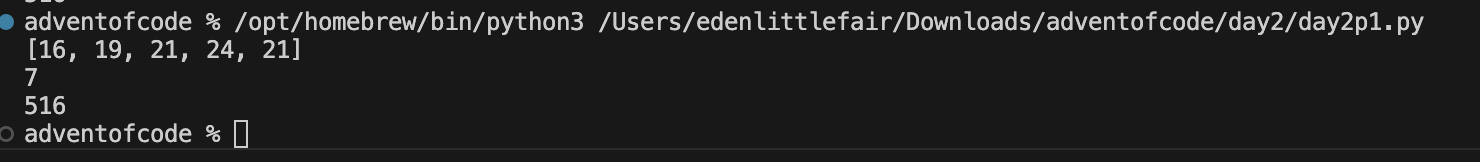 adventofcode % /opt/homebrew/bin/python3 /Users/edenlittlefair/Downloads/adventofcode/day2/day2p1.py
[16, 19, 21, 24, 21]
7
516
adventofcode %